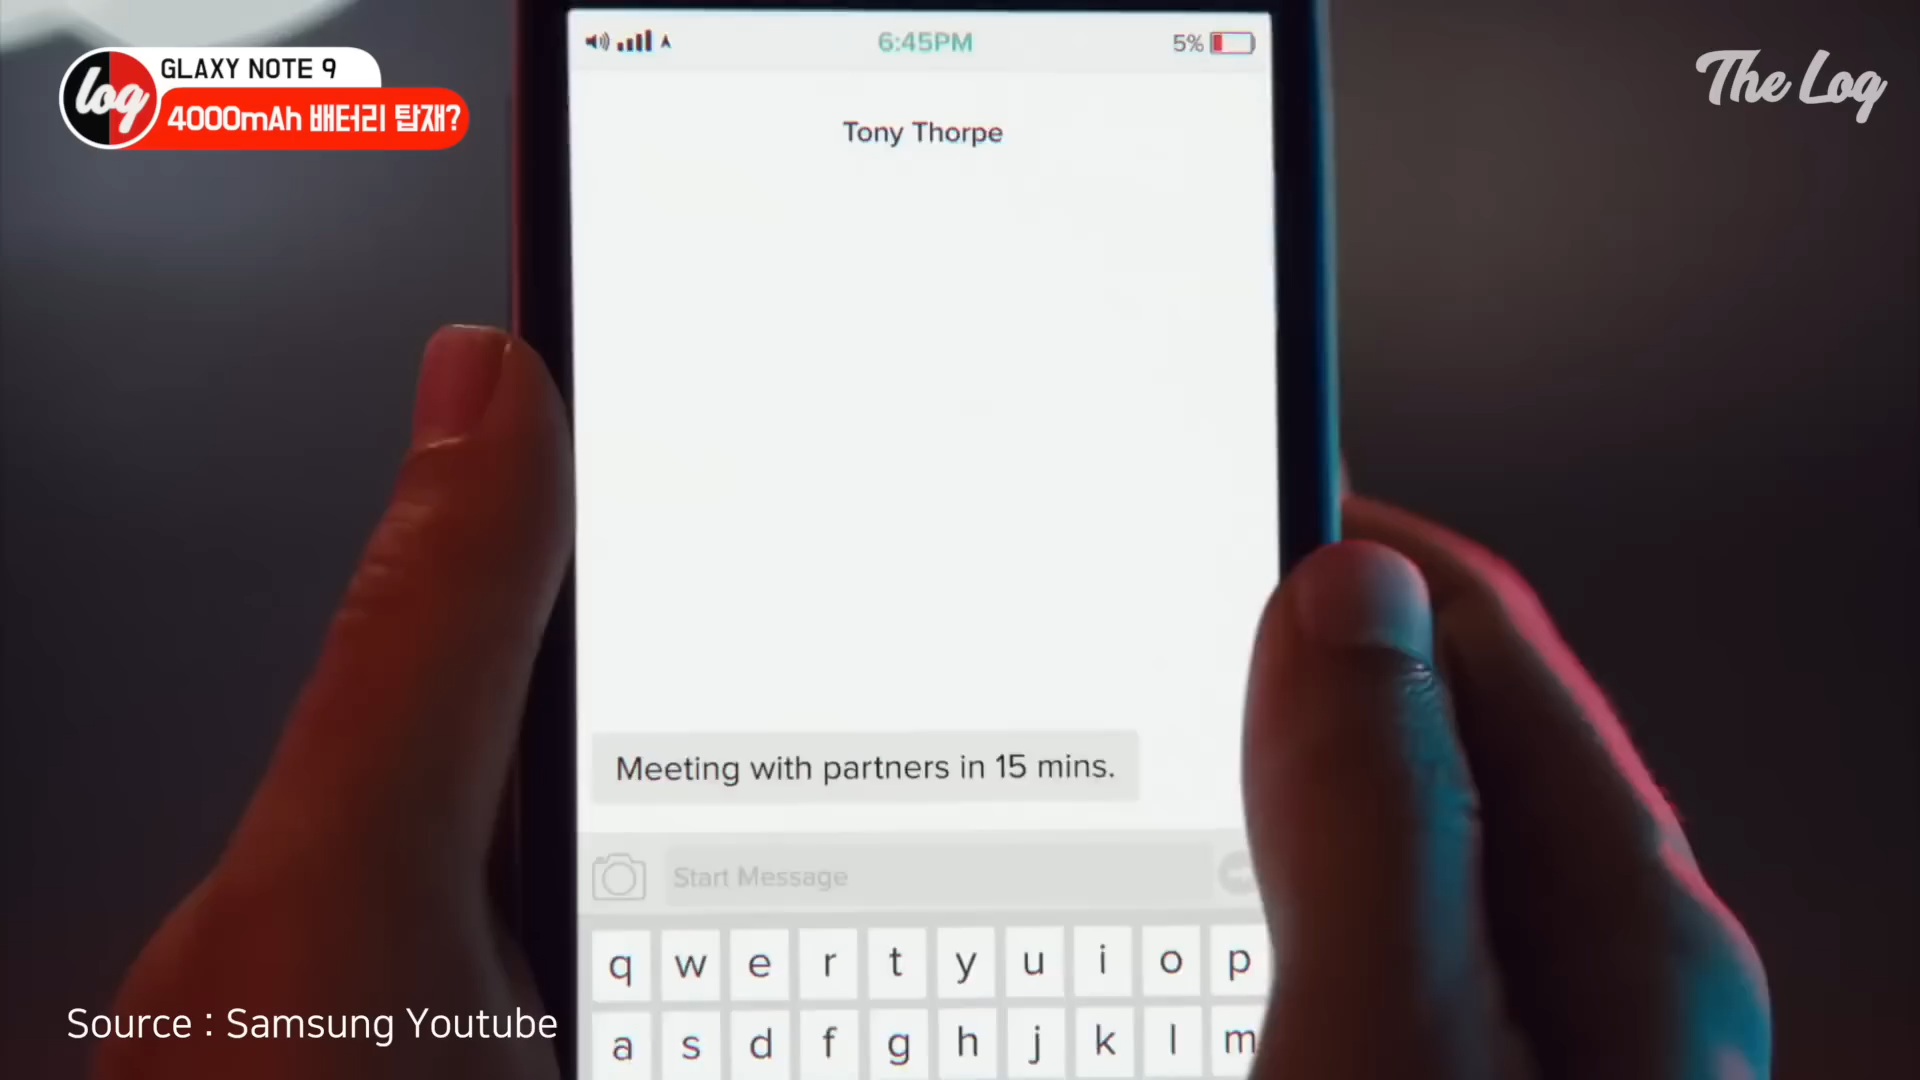 log
GLAXY NOTE 9
4000mAh 배터리 탑재?
The Log
6:45PM
5%
Tony Thorpe
Meeting with partners in 15 mins.
Start Message
q w e r t y u i o p
a s d f g h j k l m
Source : Samsung Youtube